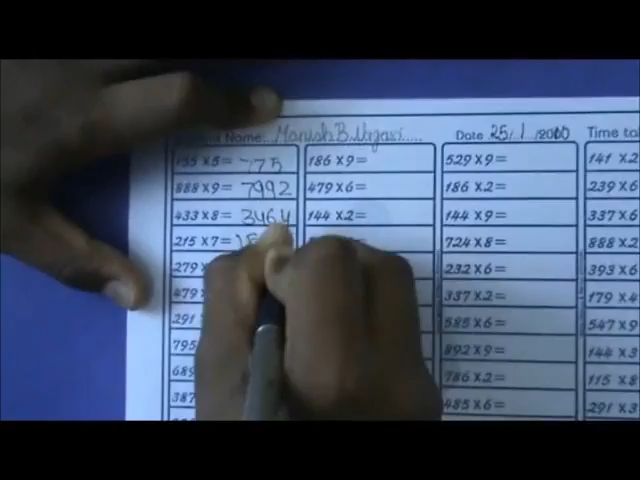 Name: Manish B. Nagavi Date 25/1/2000 Time
155 X 5 = 775 186 X 9 = 529 X 9 = 141 X 2
888 X 9 = 7992 479 X 6 = 186 X 2 = 239 X 6
433 X 8 = 3464 144 X 2 = 144 X 9 = 337 X 6
215 X 7 = 724 X 8 = 888 X 2
279 232 X 6 = 393 X 6
479 337 X 2 = 179 X 4
291 585 X 6 = 547 X 9
795 892 X 9 = 144 X 3
689 786 X 2 = 115 X 8
387 485 X 6 = 291 X 3